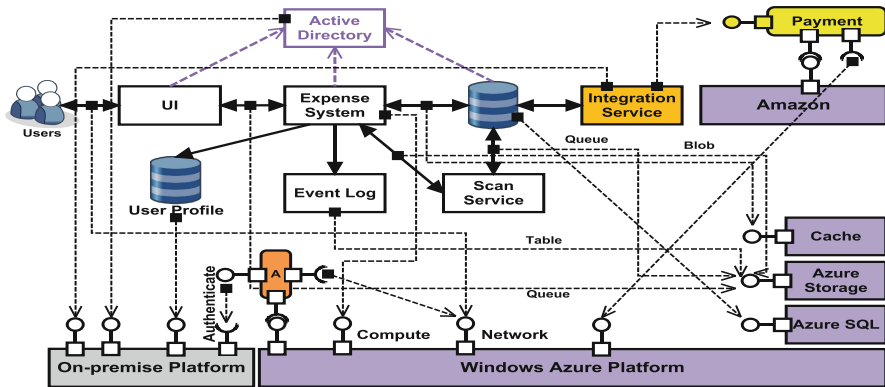 Active
Directory
Payment
UI
Expense
System
Integration
Service
Amazon
Users
Queue
Blob
User Profile
Event Log
Scan
Service
Cache
Table
Authenticate
A
Azure
Storage
Queue
Compute
Network
Azure SQL
On-premise Platform
Windows Azure Platform